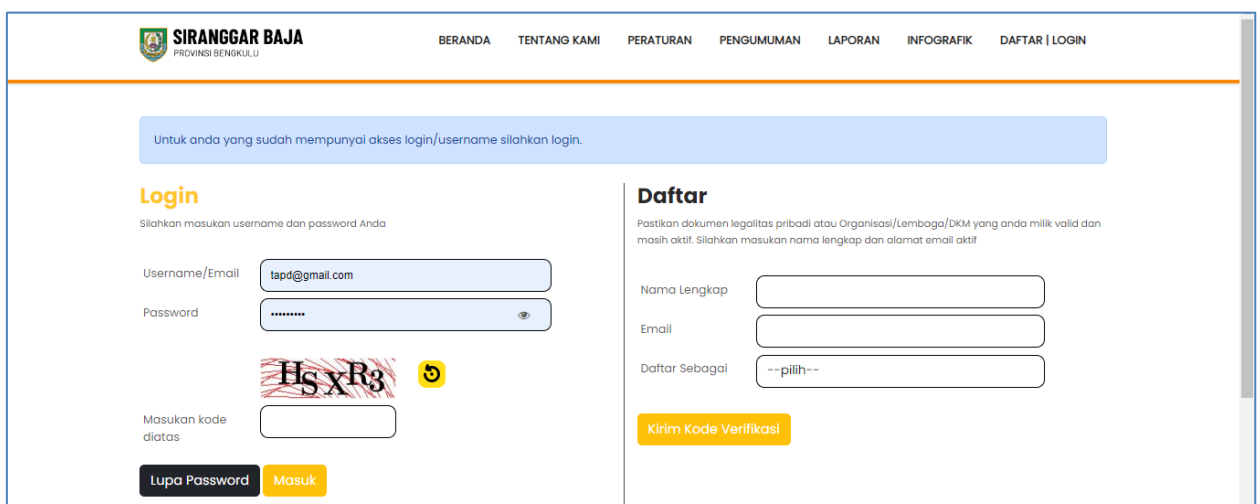 SIRANGGAR BAJA
PROVINSI BENGKULU
BERANDA TENTANG KAMI PERATURAN PENGUMUMAN LAPORAN INFOGRAFIK DAFTAR | LOGIN
Untuk anda yang sudah mempunyai akses login/username silahkan login.
Login
Silahkan masukan username dan password Anda
Username/Email tapd@gmail.com
Password •••••••••
HSXR3
Masukan kode
diatas
Lupa Password Masuk
Daftar
Pastikan dokumen legalitas pribadi atau Organisasi/Lembaga/DKM yang anda milik valid dan
masih aktif. Silahkan masukan nama lengkap dan alamat email aktif
Nama Lengkap
Email
Daftar Sebagai --pilih--
Kirim Kode Verifikasi